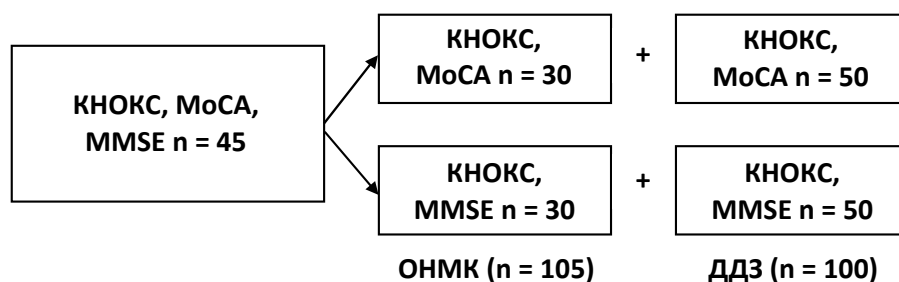 КНОКС, МоСА,
MMSE n = 45
КНОКС,
МоСА n = 30
+
КНОКС,
МоСА n = 50
КНОКС,
MMSE n = 30
+
КНОКС,
MMSE n = 50
ОНМК (n = 105)
ДДЗ (n = 100)